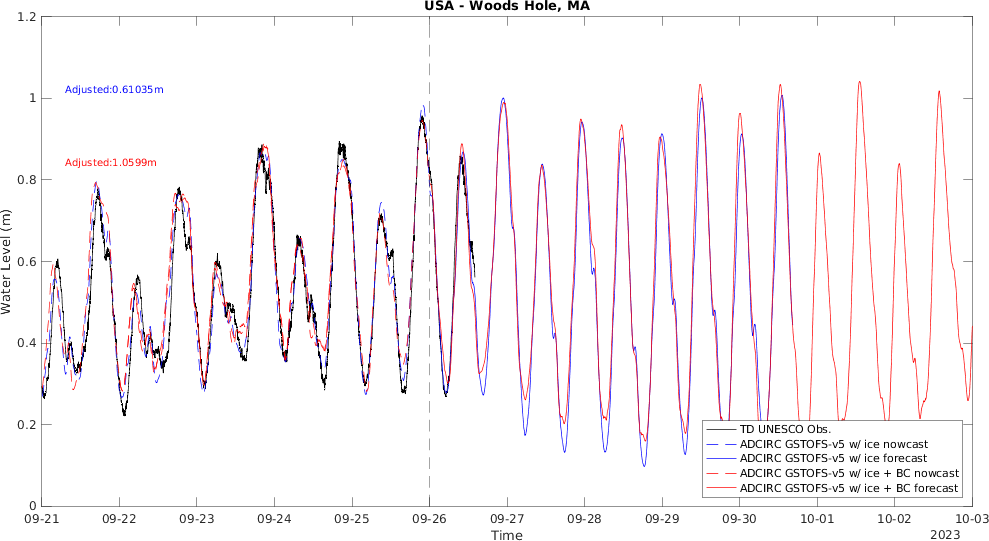 USA - Woods Hole, MA
1.2
1
0.8
0.6
0.4
0.2
0
Water Level (m)
Adjusted:0.61035m
Adjusted:1.0599m
TD UNESCO Obs.
ADCIRC GSTOFS-v5 w/ ice nowcast
ADCIRC GSTOFS-v5 w/ ice forecast
ADCIRC GSTOFS-v5 w/ ice + BC nowcast
ADCIRC GSTOFS-v5 w/ ice + BC forecast
09-21 09-22 09-23 09-24 09-25 09-26 09-27 09-28 09-29 09-30 10-01 10-02 10-03
Time
2023